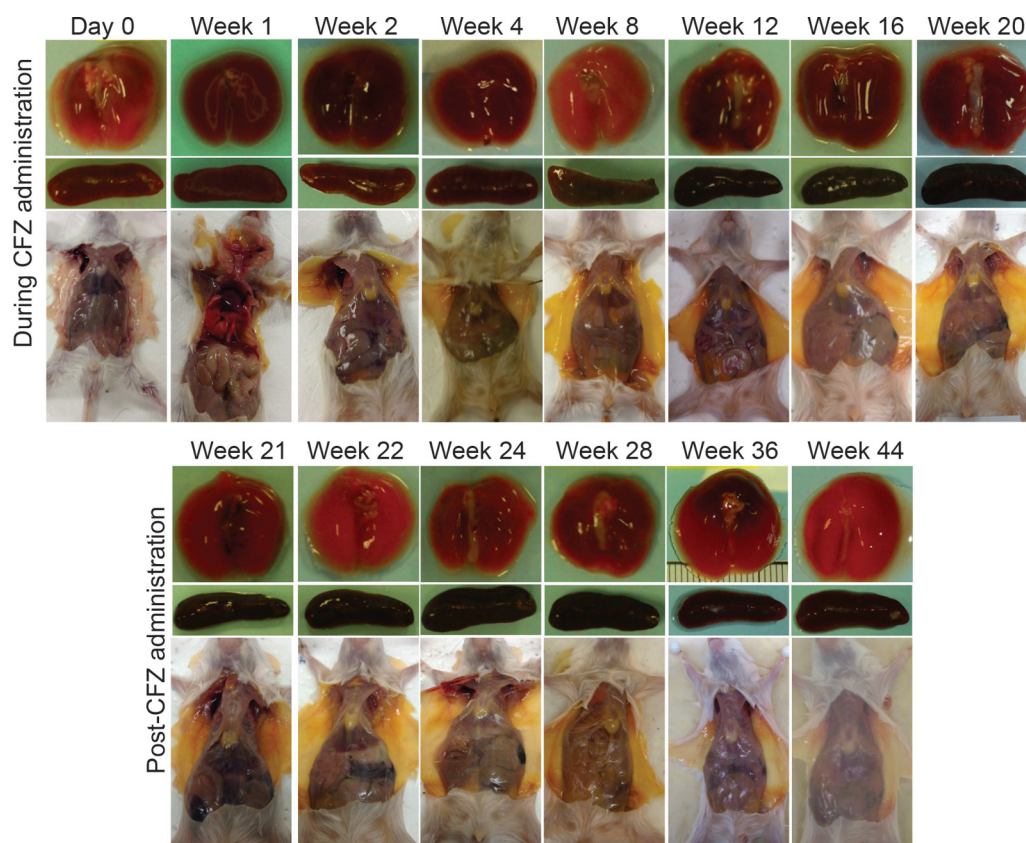 Day 0 Week 1 Week 2 Week 4 Week 8 Week 12 Week 16 Week 20
During CFZ administration
Week 21 Week 22 Week 24 Week 28 Week 36 Week 44
Post-CFZ administration